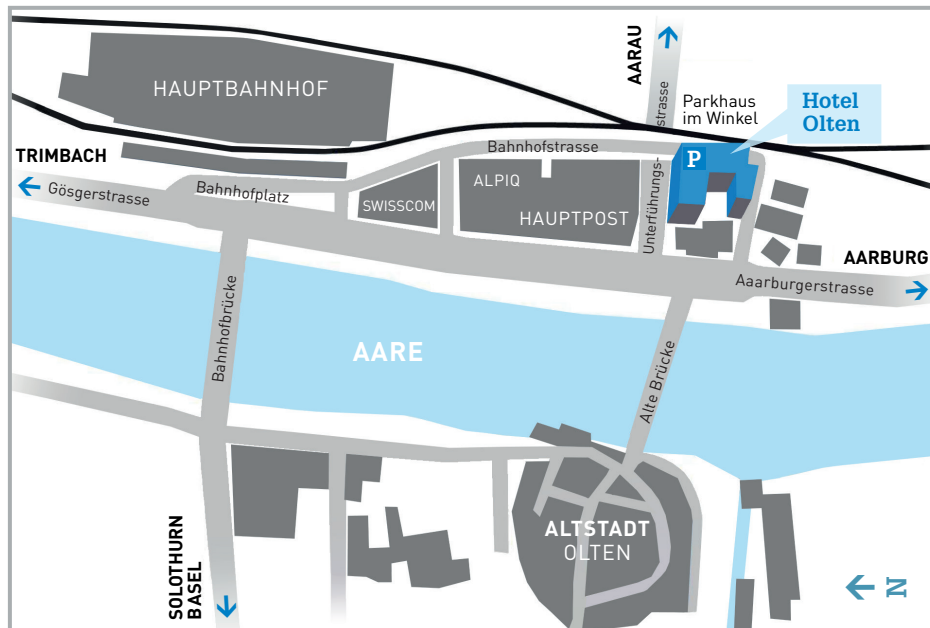 HAUPTBAHNHOF
AARAU
Parkhaus
im Winkel
Hotel
Olten
Unterführungs-
strasse
P
TRIMBACH
Gösgerstrasse
Bahnhofplatz
Bahnhofstrasse
SWISSCOM
ALPIQ
HAUPTPOST
AARBURG
Aaarburgerstrasse
Bahnhofbrücke
AARE
Alte Brücke
ALTSTADT
OLTEN
SOLOTHURN
BASEL
N